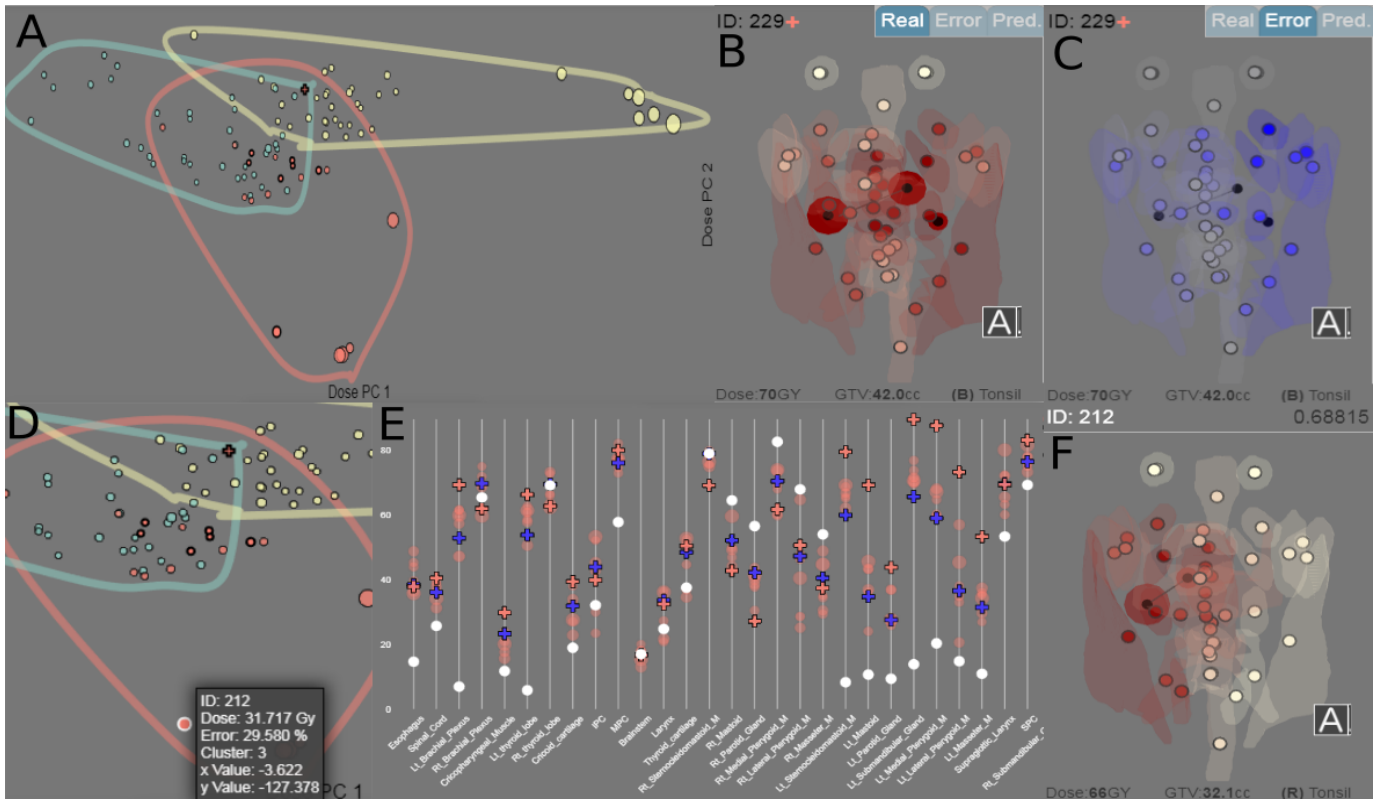 A
Dose PC 1
Dose PC 2
ID: 229+
Real
Error
Pred.
B
A.
Dose:70GY
GTV:42.0cc
(B) Tonsil
ID: 229+
Real
Error
Pred.
C
A.
Dose:70GY
GTV:42.0cc
(B) Tonsil
D
ID: 212
Dose: 31.717 Gy
Error: 29.580 %
Cluster: 3
x Value: -3.622
y Value: -127.378
PC 1
E
80
60
40
20
0
Esophagus
Spinal_Cord
Lt_Brachial_Plexus
Rt_Brachial_Plexus
Cricopharyngeal_Muscle
Lt_thyroid_lobe
Rt_thyroid_lobe
Cricoid_cartilage
IPC
MPC
Brainstem
Larynx
Thyroid_cartilage
Rt_Sternocleidomastoid_M
Rt_Mastoid
Rt_Parotid_Gland
Rt_Medial_Pterygoid_M
Rt_Lateral_Pterygoid_M
Rt_Masseter_M
Lt_Sternocleidomastoid_M
Lt_Mastoid
Lt_Parotid_Gland
Lt_Submandibular_Gland
Lt_Medial_Pterygoid_M
Lt_Lateral_Pterygoid_M
Lt_Masseter_M
Supraglottic_Larynx
SPC
Rt_Submandibular_G
ID: 212
0.68815
F
A.
Dose:66GY
GTV:32.1cc
(R) Tonsil